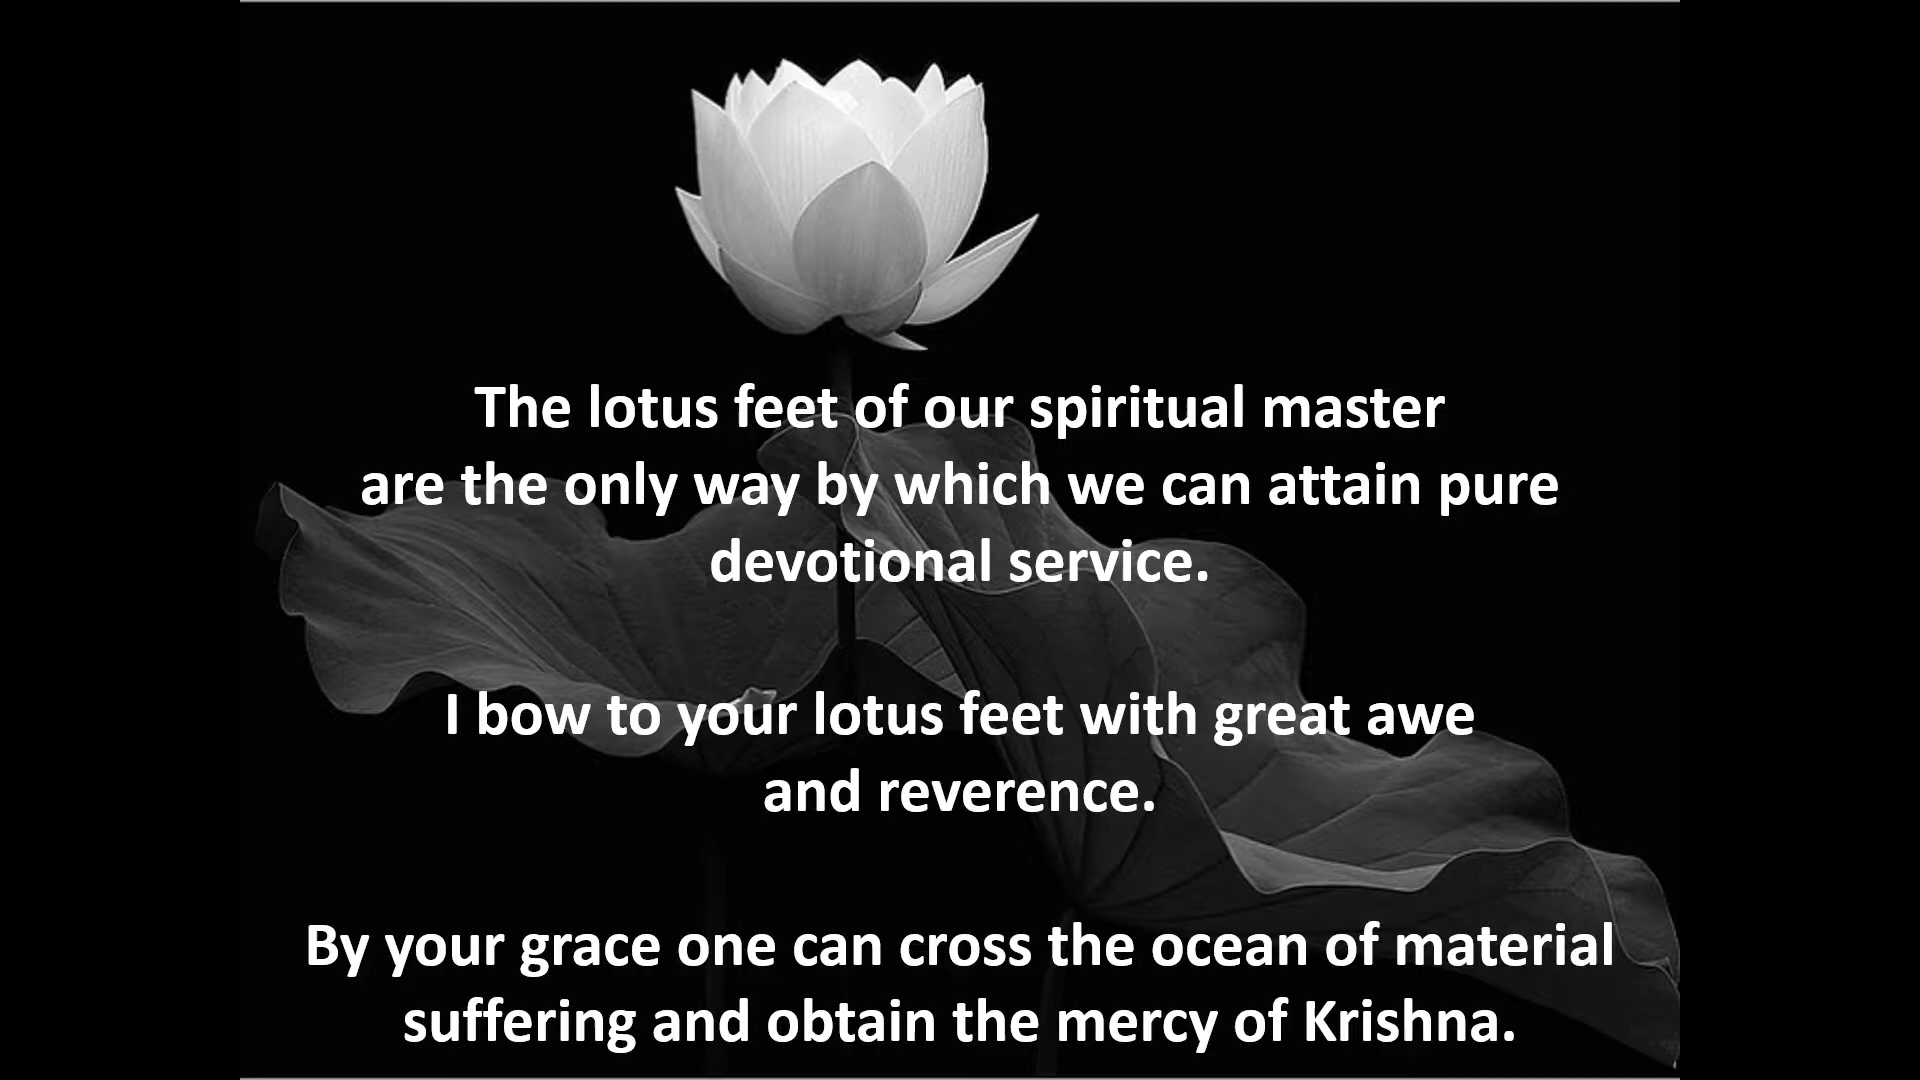 The lotus feet of our spiritual master
are the only way by which we can attain pure
devotional service.
I bow to your lotus feet with great awe
and reverence.
By your grace one can cross the ocean of material
suffering and obtain the mercy of Krishna.